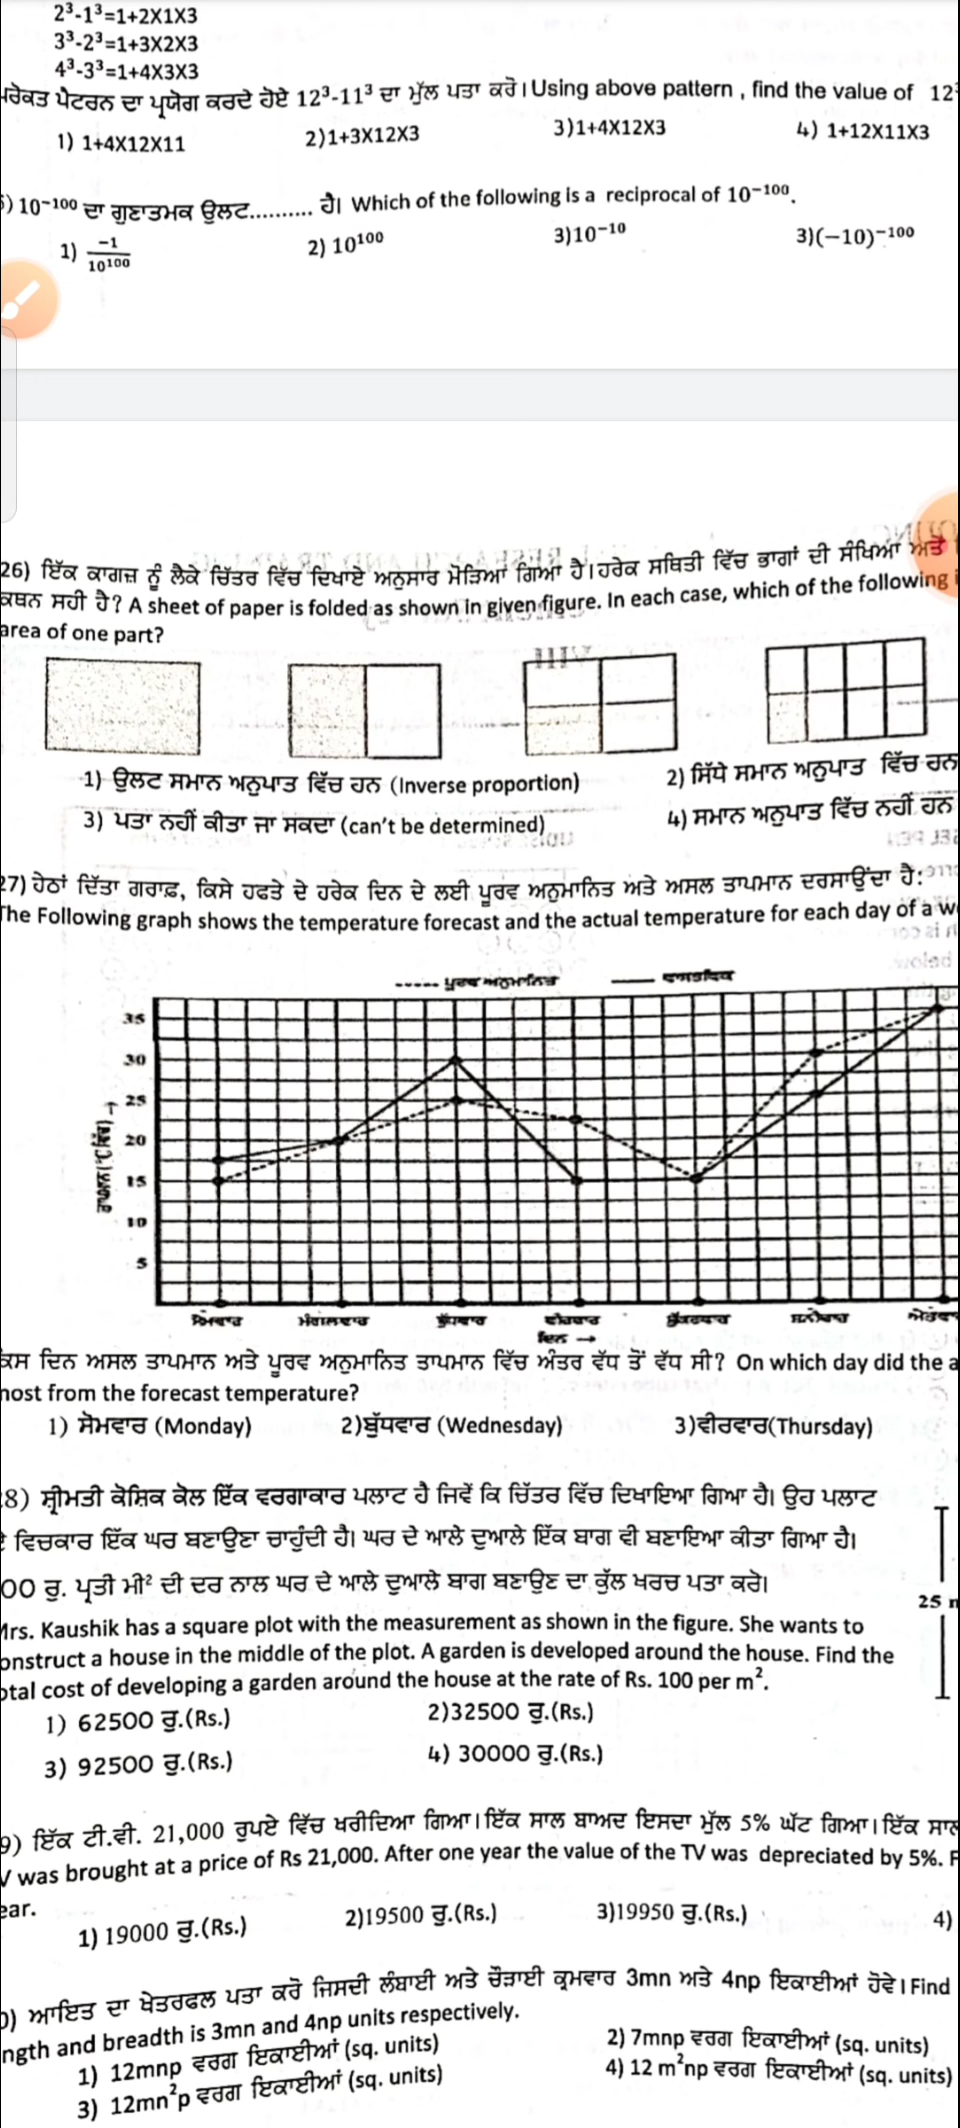 2³-1³=1+2X1X3
3³-2³=1+3X2X3
4³-3³=1+4X3X3
ਪਰੋਕਤ ਪੈਟਰਨ ਦਾ ਪ੍ਰਯੋਗ ਕਰਦੇ ਹੋਏ 12³-11³ ਦਾ ਮੁੱਲ ਪਤਾ ਕਰੋ। Using above pattern , find the value of 12³
1) 1+4X12X11 2)1+3X12X3 3)1+4X12X3 4) 1+12X11X3
) 10⁻¹⁰⁰ ਦਾ ਗੁਣਾਤਮਕ ਉਲਟ.......... ਹੈ। Which of the following is a reciprocal of 10⁻¹⁰⁰.
1) -1/10¹⁰⁰ 2) 10¹⁰⁰ 3)10⁻¹⁰ 3)(−10)⁻¹⁰⁰
26) ਇੱਕ ਕਾਗਜ਼ ਨੂੰ ਲੈਕੇ ਚਿੱਤਰ ਵਿੱਚ ਦਿਖਾਏ ਅਨੁਸਾਰ ਮੋੜਿਆਂ ਗਿਆਂ ਹੈ।ਹਰੇਕ ਸਥਿਤੀ ਵਿੱਚ ਭਾਗਾਂ ਦੀ ਸੰਖਿਆਂ ਅਤੇ
ਕਥਨ ਸਹੀ ਹੈ? A sheet of paper is folded as shown in given figure. In each case, which of the following i
area of one part?
1) ਉਲਟ ਸਮਾਨ ਅਨੁਪਾਤ ਵਿੱਚ ਹਨ (Inverse proportion) 2) ਸਿੱਧੇ ਸਮਾਨ ਅਨੁਪਾਤ ਵਿੱਚ ਹਨ
3) ਪਤਾ ਨਹੀਂ ਕੀਤਾ ਜਾ ਸਕਦਾ (can't be determined) 4) ਸਮਾਨ ਅਨੁਪਾਤ ਵਿੱਚ ਨਹੀਂ ਹਨ
27) ਹੇਠਾਂ ਦਿੱਤਾ ਗਰਾਫ਼, ਕਿਸੇ ਹਫਤੇ ਦੇ ਹਰੇਕ ਦਿਨ ਦੇ ਲਈ ਪੂਰਵ ਅਨੁਮਾਨਿਤ ਅਤੇ ਅਸਲ ਤਾਪਮਾਨ ਦਰਸਾਉਂਦਾ ਹੈ:
The Following graph shows the temperature forecast and the actual temperature for each day of a w
ਪੂਰਵ ਅਨੁਮਾਨਿਤ ਵਾਸਤਵਿਕ
35
30
25
20
15
10
5
ਤਾਪਮਾਨ (°C ਵਿੱਚ) →
ਸੋਮਵਾਰ ਮੰਗਲਵਾਰ ਬੁੱਧਵਾਰ ਵੀਰਵਾਰ ਸ਼ੁੱਕਰਵਾਰ ਸ਼ਨੀਵਾਰ ਐਤਵਾ
ਦਿਨ →
ਕਿਸ ਦਿਨ ਅਸਲ ਤਾਪਮਾਨ ਅਤੇ ਪੂਰਵ ਅਨੁਮਾਨਿਤ ਤਾਪਮਾਨ ਵਿੱਚ ਅੰਤਰ ਵੱਧ ਤੋਂ ਵੱਧ ਸੀ? On which day did the a
most from the forecast temperature?
1) ਸੋਮਵਾਰ (Monday) 2)ਬੁੱਧਵਾਰ (Wednesday) 3)ਵੀਰਵਾਰ(Thursday)
28) ਸ਼੍ਰੀਮਤੀ ਕੋਸ਼ਿਕ ਕੋਲ ਇੱਕ ਵਰਗਾਕਾਰ ਪਲਾਟ ਹੈ ਜਿਵੇਂ ਕਿ ਚਿੱਤਰ ਵਿੱਚ ਦਿਖਾਇਆ ਗਿਆ ਹੈ। ਉਹ ਪਲਾਟ
ਦੇ ਵਿਚਕਾਰ ਇੱਕ ਘਰ ਬਣਾਉਣਾ ਚਾਹੁੰਦੀ ਹੈ। ਘਰ ਦੇ ਆਲੇ ਦੁਆਲੇ ਇੱਕ ਬਾਗ ਵੀ ਬਣਾਇਆ ਕੀਤਾ ਗਿਆ ਹੈ।
00 ਰੁ. ਪ੍ਰਤੀ ਮੀ² ਦੀ ਦਰ ਨਾਲ ਘਰ ਦੇ ਆਲੇ ਦੁਆਲੇ ਬਾਗ ਬਣਾਉਣ ਦਾ ਕੁੱਲ ਖਰਚ ਪਤਾ ਕਰੋ।
25 m
Mrs. Kaushik has a square plot with the measurement as shown in the figure. She wants to
onstruct a house in the middle of the plot. A garden is developed around the house. Find the
otal cost of developing a garden around the house at the rate of Rs. 100 per m².
1) 62500 ਰੁ.(Rs.) 2)32500 ਰੁ.(Rs.)
3) 92500 ਰੁ.(Rs.) 4) 30000 ਰੁ.(Rs.)
9) ਇੱਕ ਟੀ.ਵੀ. 21,000 ਰੁਪਏ ਵਿੱਚ ਖਰੀਦਿਆ ਗਿਆ।ਇੱਕ ਸਾਲ ਬਾਅਦ ਇਸਦਾ ਮੁੱਲ 5% ਘੱਟ ਗਿਆ।ਇੱਕ ਸਾਲ
V was brought at a price of Rs 21,000. After one year the value of the TV was depreciated by 5%. F
ear.
1) 19000 ਰੁ.(Rs.) 2)19500 ਰੁ.(Rs.) 3)19950 ਰੁ.(Rs.) 4)
0) ਆਇਤ ਦਾ ਖੇਤਰਫਲ ਪਤਾ ਕਰੋ ਜਿਸਦੀ ਲੰਬਾਈ ਅਤੇ ਚੌੜਾਈ ਕ੍ਰਮਵਾਰ 3mn ਅਤੇ 4np ਇਕਾਈਆਂ ਹੋਵੇ।Find
ngth and breadth is 3mn and 4np units respectively.
1) 12mnp ਵਰਗ ਇਕਾਈਆਂ (sq. units) 2) 7mnp ਵਰਗ ਇਕਾਈਆਂ (sq. units)
3) 12mn²p ਵਰਗ ਇਕਾਈਆਂ (sq. units) 4) 12 m²np ਵਰਗ ਇਕਾਈਆਂ (sq. units)